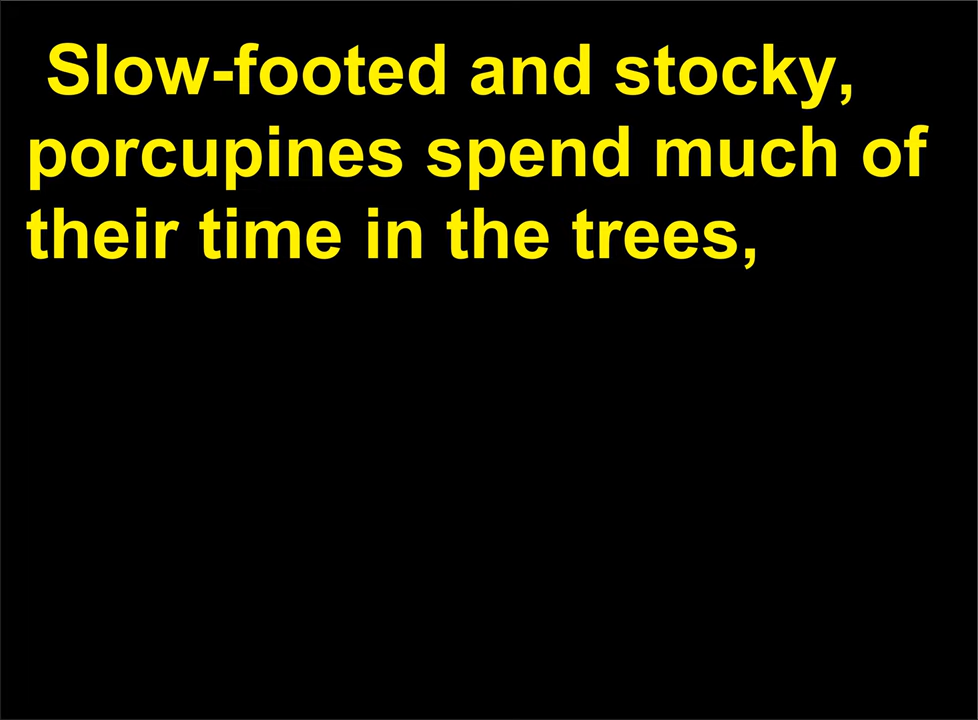 Slow-footed and stocky,
porcupines spend much of
their time in the trees,